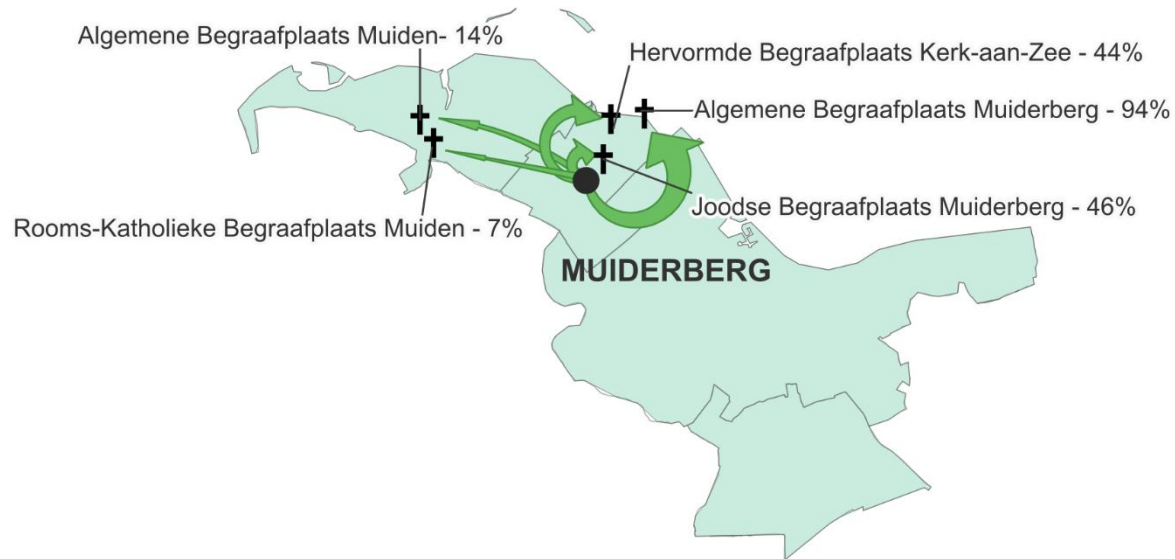 Algemene Begraafplaats Muiden- 14%
Hervormde Begraafplaats Kerk-aan-Zee - 44%
Algemene Begraafplaats Muiderberg - 94%
Joodse Begraafplaats Muiderberg - 46%
Rooms-Katholieke Begraafplaats Muiden - 7%
MUIDERBERG